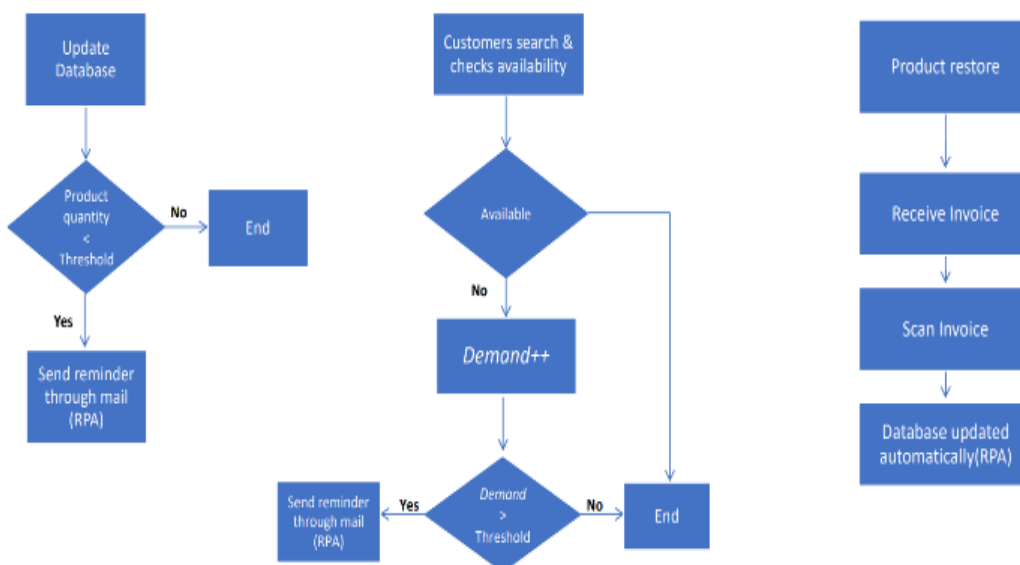 Update
Database
Product
quantity
<
Threshold
No
End
Yes
Send reminder
through mail
(RPA)
Customers search &
checks availability
Available
No
Demand++
Demand
>
Threshold
Yes
Send reminder
through mail
(RPA)
No
End
Product restore
Receive Invoice
Scan Invoice
Database updated
automatically(RPA)